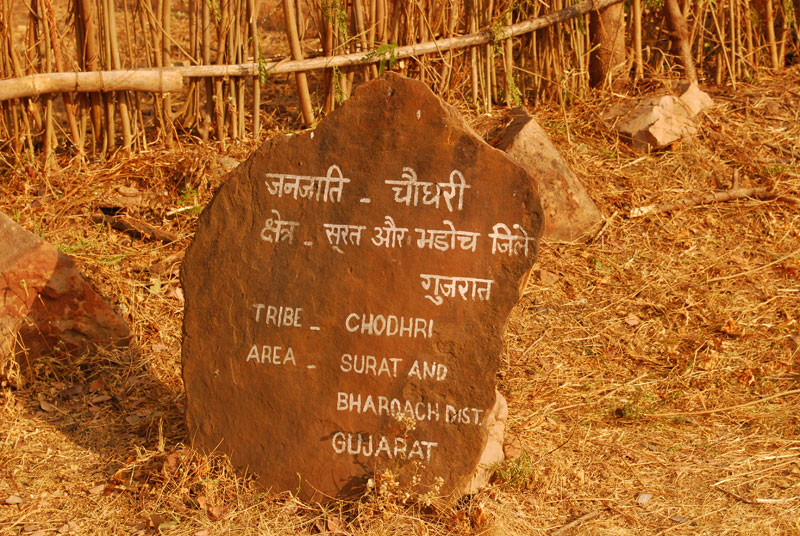 जनजाति - चौधरी
क्षेत्र - सूरत और भडोच जिले
गुजरात
TRIBE - CHODHRI
AREA - SURAT AND
BHAROACH DIST.
GUJARAT